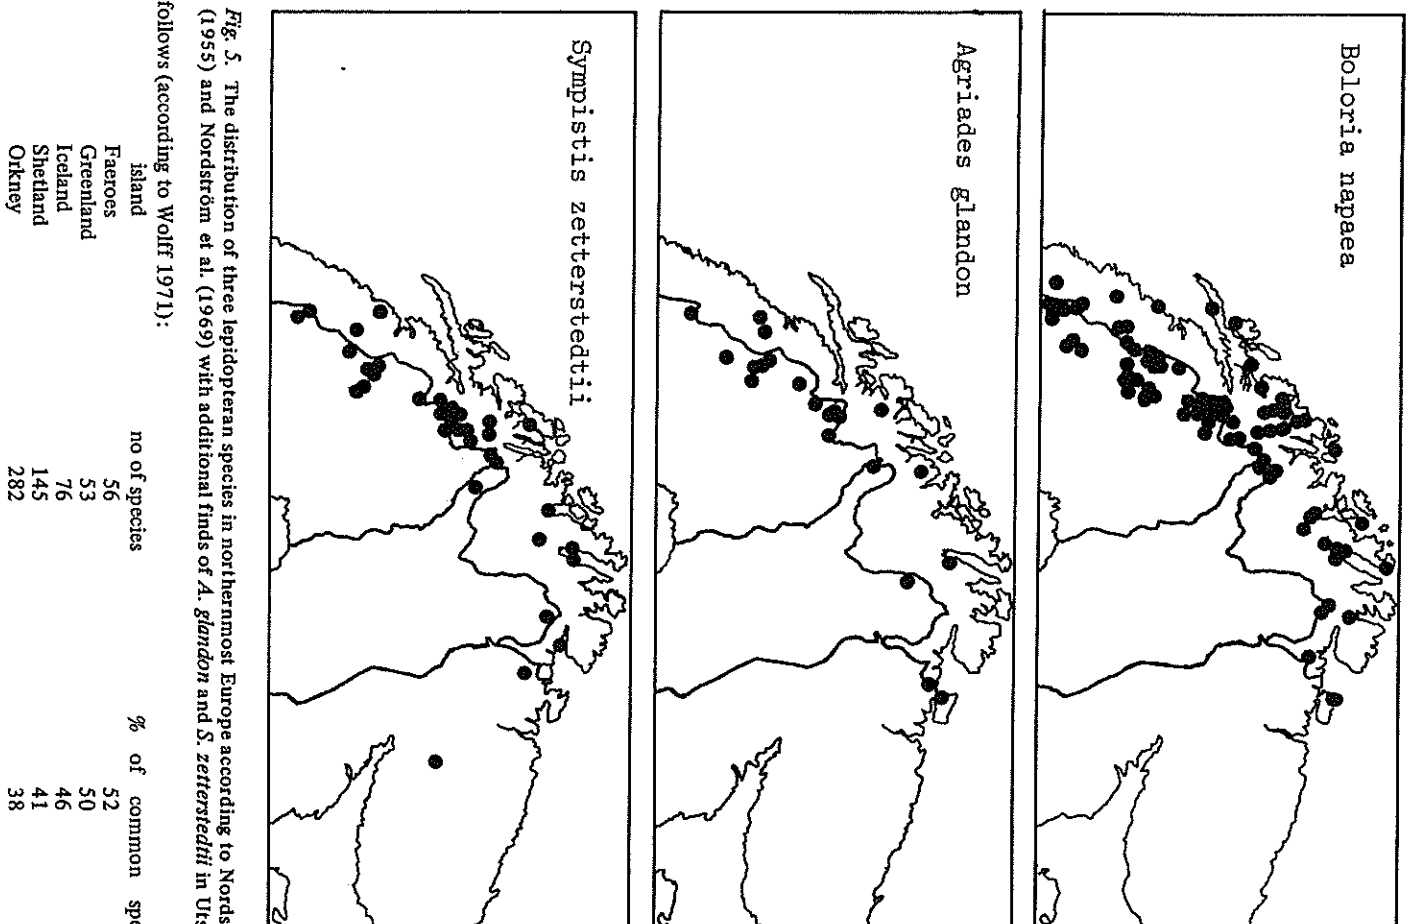 Boloria napaea
Agriades glandon
Sympistis zetterstedtii
Fig. 5. The distribution of three lepidopteran species in northernmost Europe according to Nords
(1955) and Nordström et al. (1969) with additional finds of A. glandon and S. zetterstedtii in Uts
follows (according to Wolff 1971):
island no of species % of common spe
Faeroes 56 52
Greenland 53 50
Iceland 76 46
Shetland 145 41
Orkney 282 38